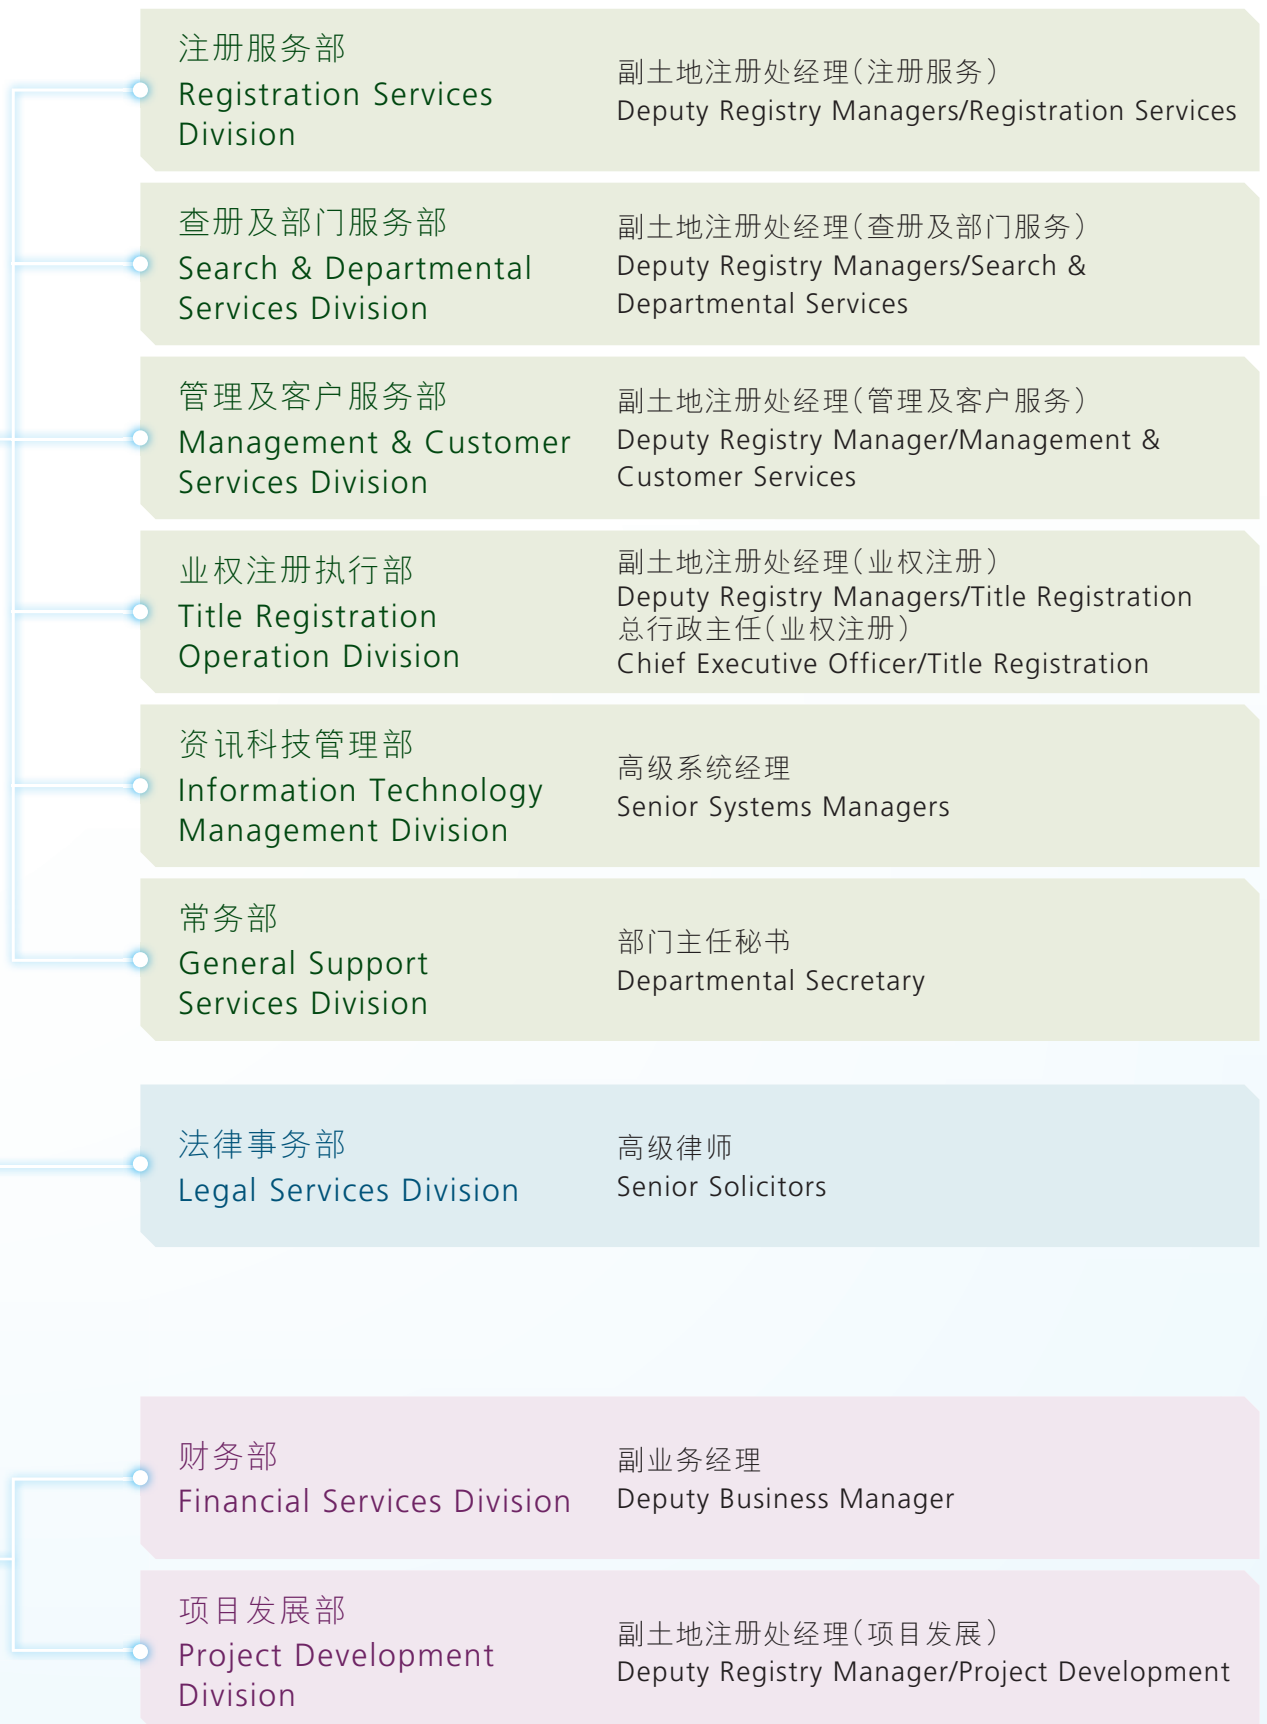 注册服务部
Registration Services
Division
副土地注册处经理(注册服务)
Deputy Registry Managers/Registration Services
查册及部门服务部
Search & Departmental
Services Division
副土地注册处经理(查册及部门服务)
Deputy Registry Managers/Search &
Departmental Services
管理及客户服务部
Management & Customer
Services Division
副土地注册处经理(管理及客户服务)
Deputy Registry Manager/Management &
Customer Services
业权注册执行部
Title Registration
Operation Division
副土地注册处经理(业权注册)
Deputy Registry Managers/Title Registration
总行政主任(业权注册)
Chief Executive Officer/Title Registration
资讯科技管理部
Information Technology
Management Division
高级系统经理
Senior Systems Managers
常务部
General Support
Services Division
部门主任秘书
Departmental Secretary
法律事务部
Legal Services Division
高级律师
Senior Solicitors
财务部
Financial Services Division
副业务经理
Deputy Business Manager
项目发展部
Project Development
Division
副土地注册处经理(项目发展)
Deputy Registry Manager/Project Development